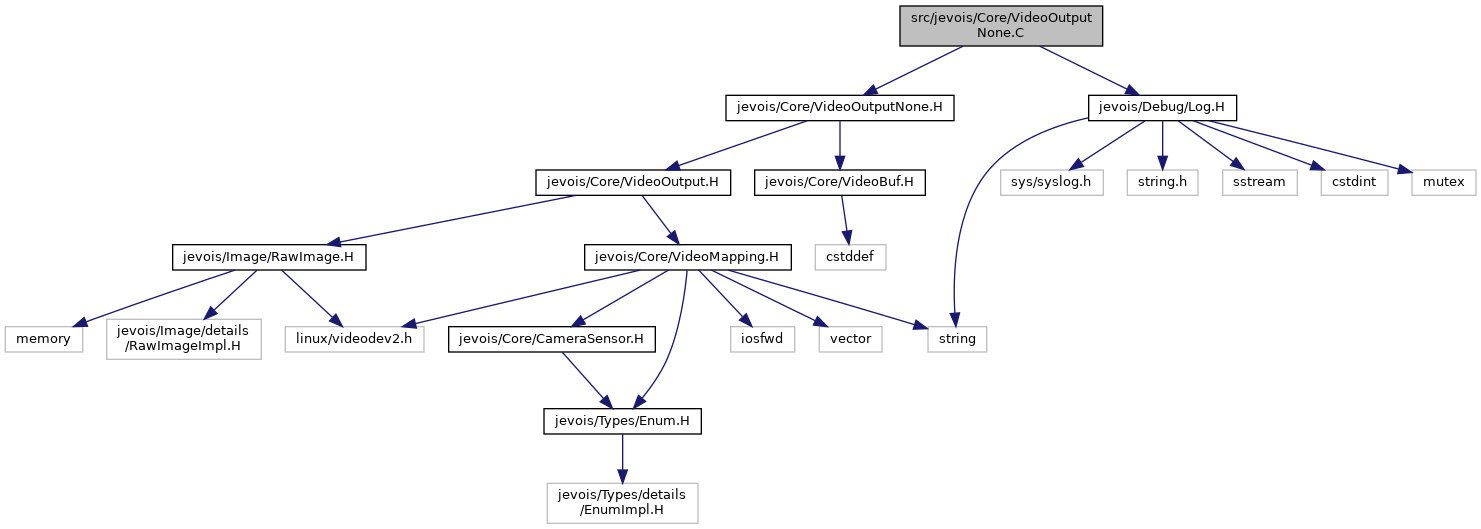 src/jevois/Core/VideoOutput
None.C
jevois/Core/VideoOutputNone.H
jevois/Debug/Log.H
jevois/Core/VideoOutput.H
jevois/Core/VideoBuf.H
sys/syslog.h
string.h
sstream
cstdint
mutex
jevois/Image/RawImage.H
jevois/Core/VideoMapping.H
cstddef
memory
jevois/Image/details
/RawImageImpl.H
linux/videodev2.h
jevois/Core/CameraSensor.H
iosfwd
vector
string
jevois/Types/Enum.H
jevois/Types/details
/EnumImpl.H